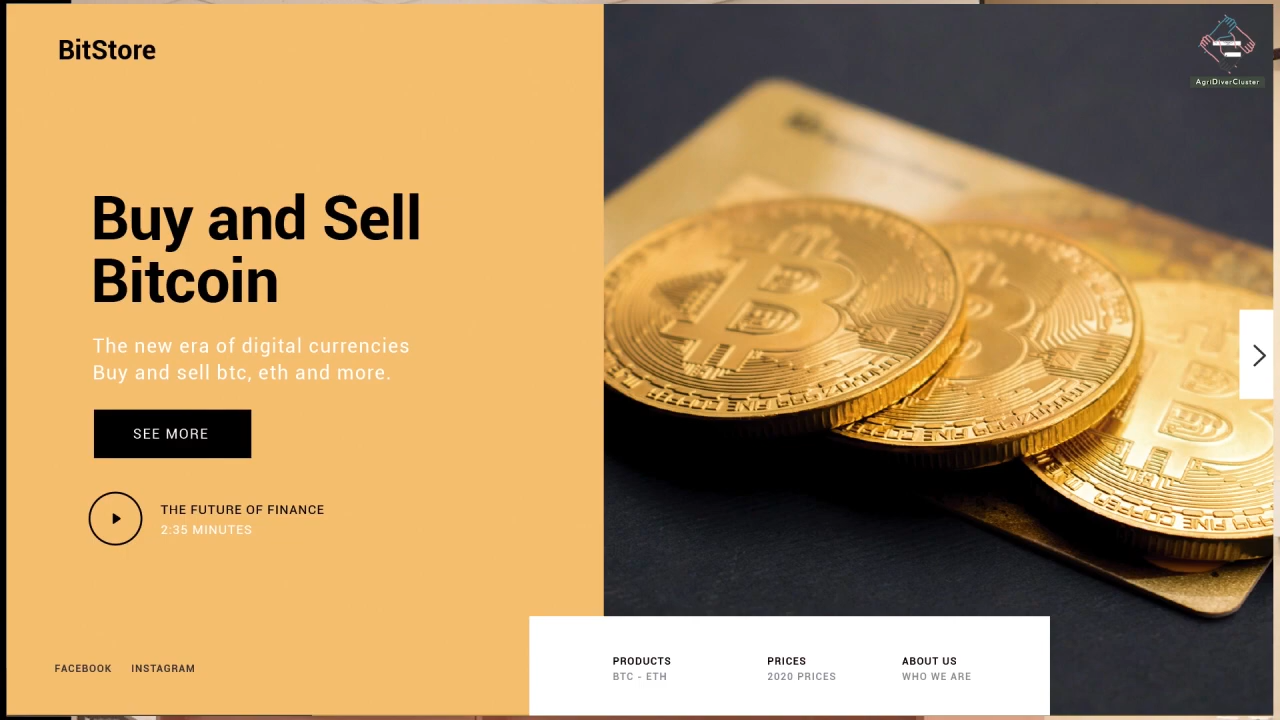 BitStore
AgriDiverCluster
Buy and Sell
Bitcoin
The new era of digital currencies
Buy and sell btc, eth and more.
SEE MORE
THE FUTURE OF FINANCE
2:35 MINUTES
FACEBOOK INSTAGRAM
PRODUCTS PRICES ABOUT US
BTC - ETH 2020 PRICES WHO WE ARE